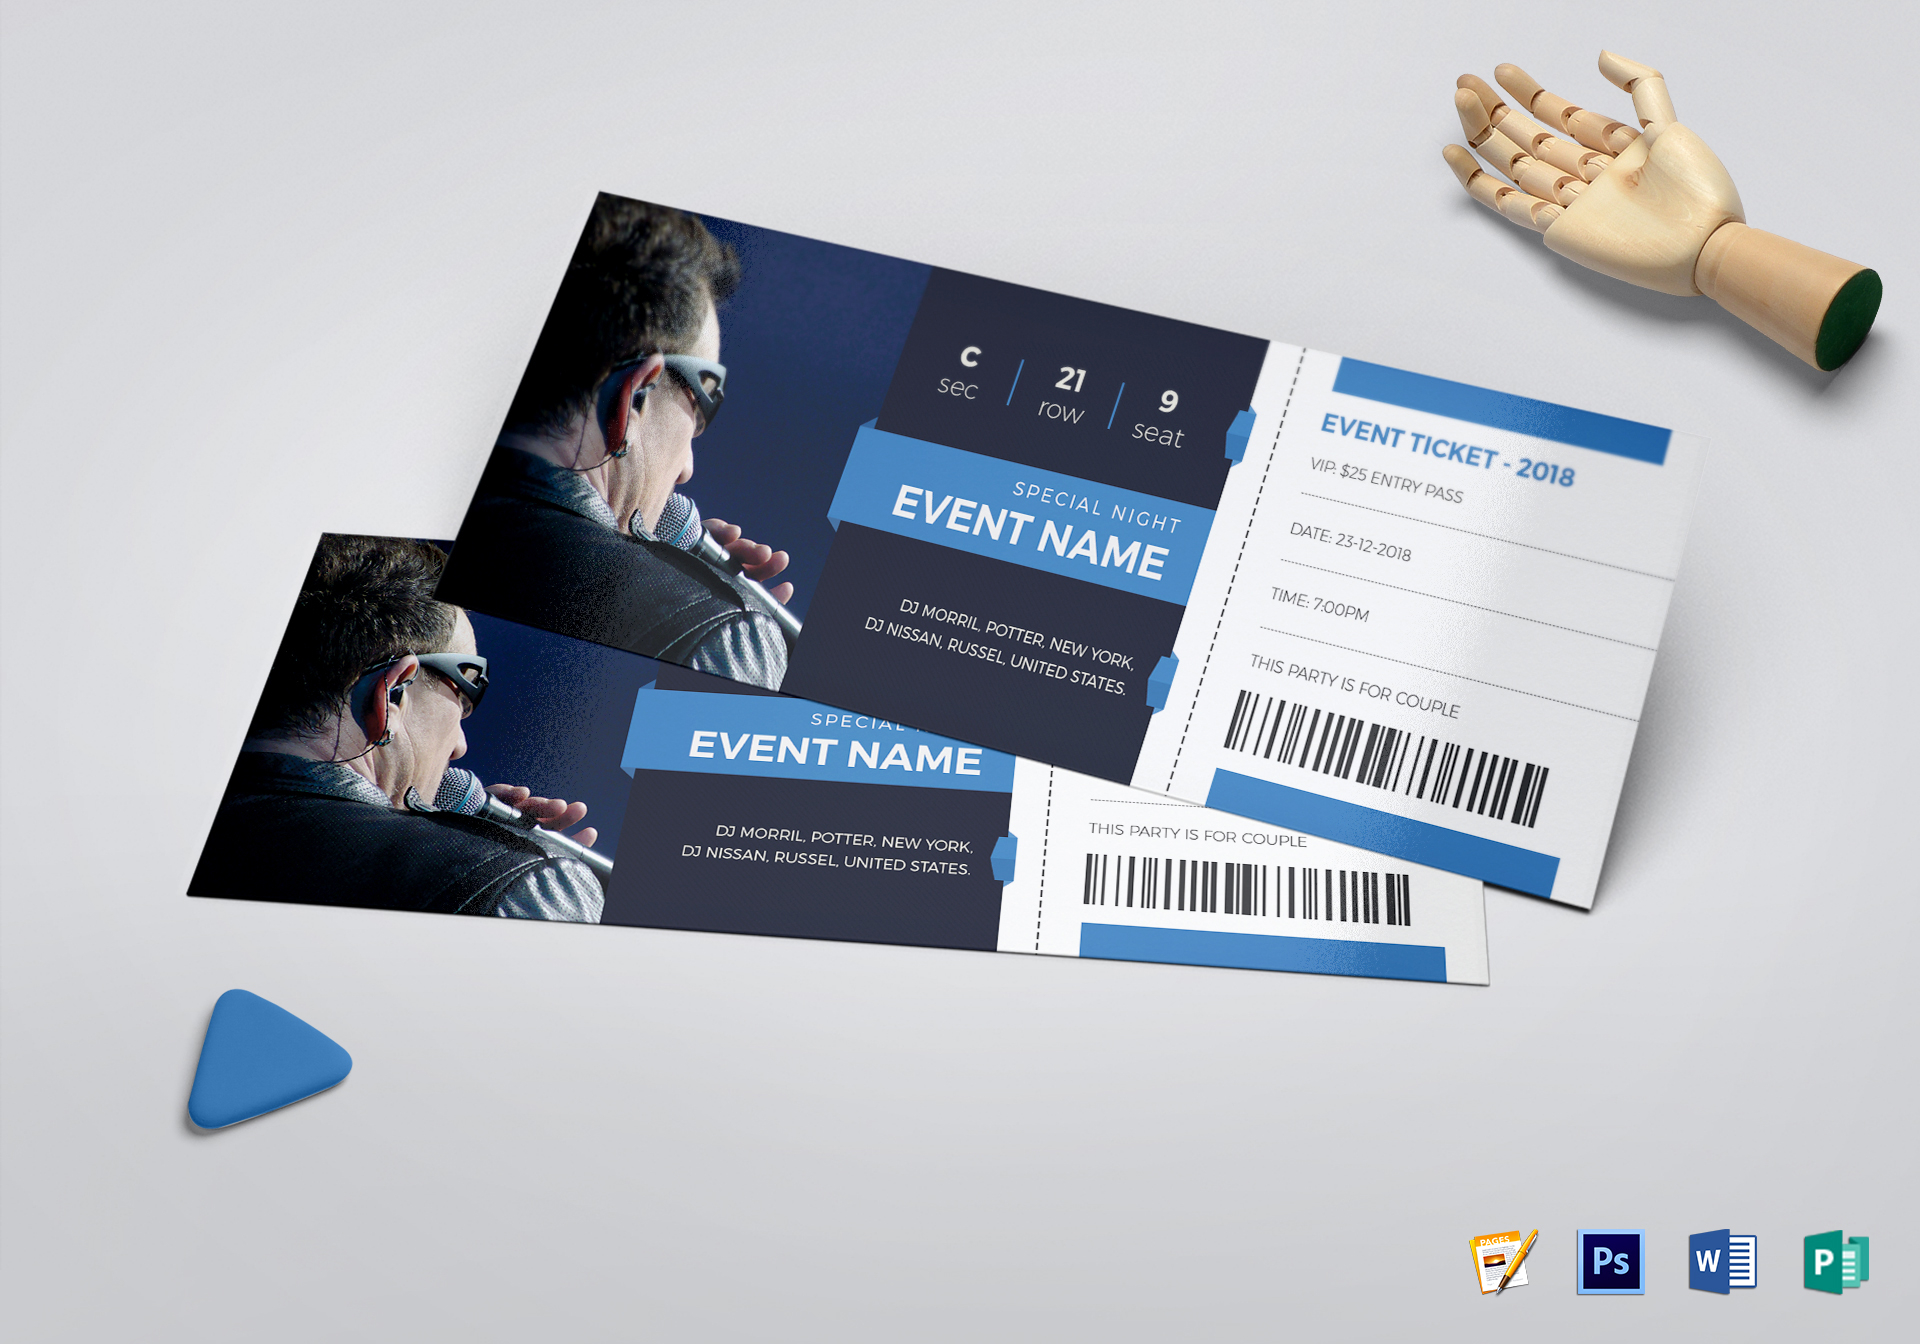 C
sec
21
row
9
seat
SPECIAL NIGHT
EVENT NAME
DJ MORRIL, POTTER, NEW YORK,
DJ NISSAN, RUSSEL, UNITED STATES.
EVENT TICKET - 2018
VIP: $25 ENTRY PASS
DATE: 23-12-2018
TIME: 7:00PM
THIS PARTY IS FOR COUPLE
SPECIAL
EVENT NAME
DJ MORRIL, POTTER, NEW YORK,
DJ NISSAN, RUSSEL, UNITED STATES.
THIS PARTY IS FOR COUPLE
PAGES
Ps
W
P